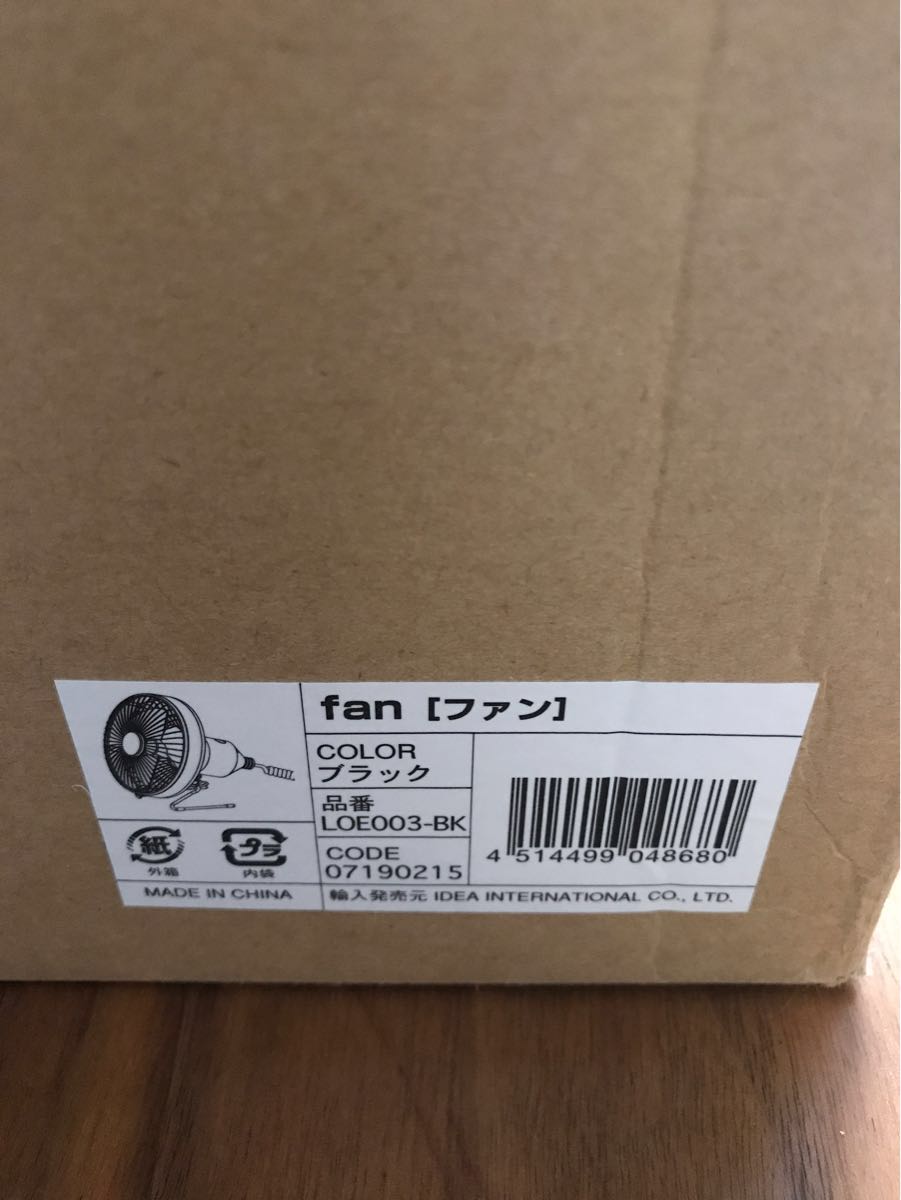 fan [ファン]
COLOR
ブラック
品番
LOE003-BK
CODE
07190215
4 514499 048680
紙
外箱
プラ
内袋
MADE IN CHINA
輸入発売元 IDEA INTERNATIONAL CO., LTD.